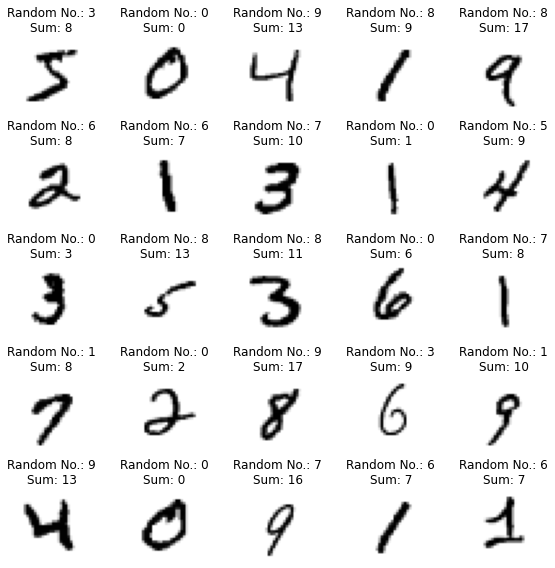 Random No.: 3 Random No.: 0 Random No.: 9 Random No.: 8 Random No.: 8
Sum: 8 Sum: 0 Sum: 13 Sum: 9 Sum: 17
5 0 4 1 9
Random No.: 6 Random No.: 6 Random No.: 7 Random No.: 0 Random No.: 5
Sum: 8 Sum: 7 Sum: 10 Sum: 1 Sum: 9
2 1 3 1 4
Random No.: 0 Random No.: 8 Random No.: 8 Random No.: 0 Random No.: 7
Sum: 3 Sum: 13 Sum: 11 Sum: 6 Sum: 8
3 5 3 6 1
Random No.: 1 Random No.: 0 Random No.: 9 Random No.: 3 Random No.: 1
Sum: 8 Sum: 2 Sum: 17 Sum: 9 Sum: 10
7 2 8 6 9
Random No.: 9 Random No.: 0 Random No.: 7 Random No.: 6 Random No.: 6
Sum: 13 Sum: 0 Sum: 16 Sum: 7 Sum: 7
4 0 9 1 1